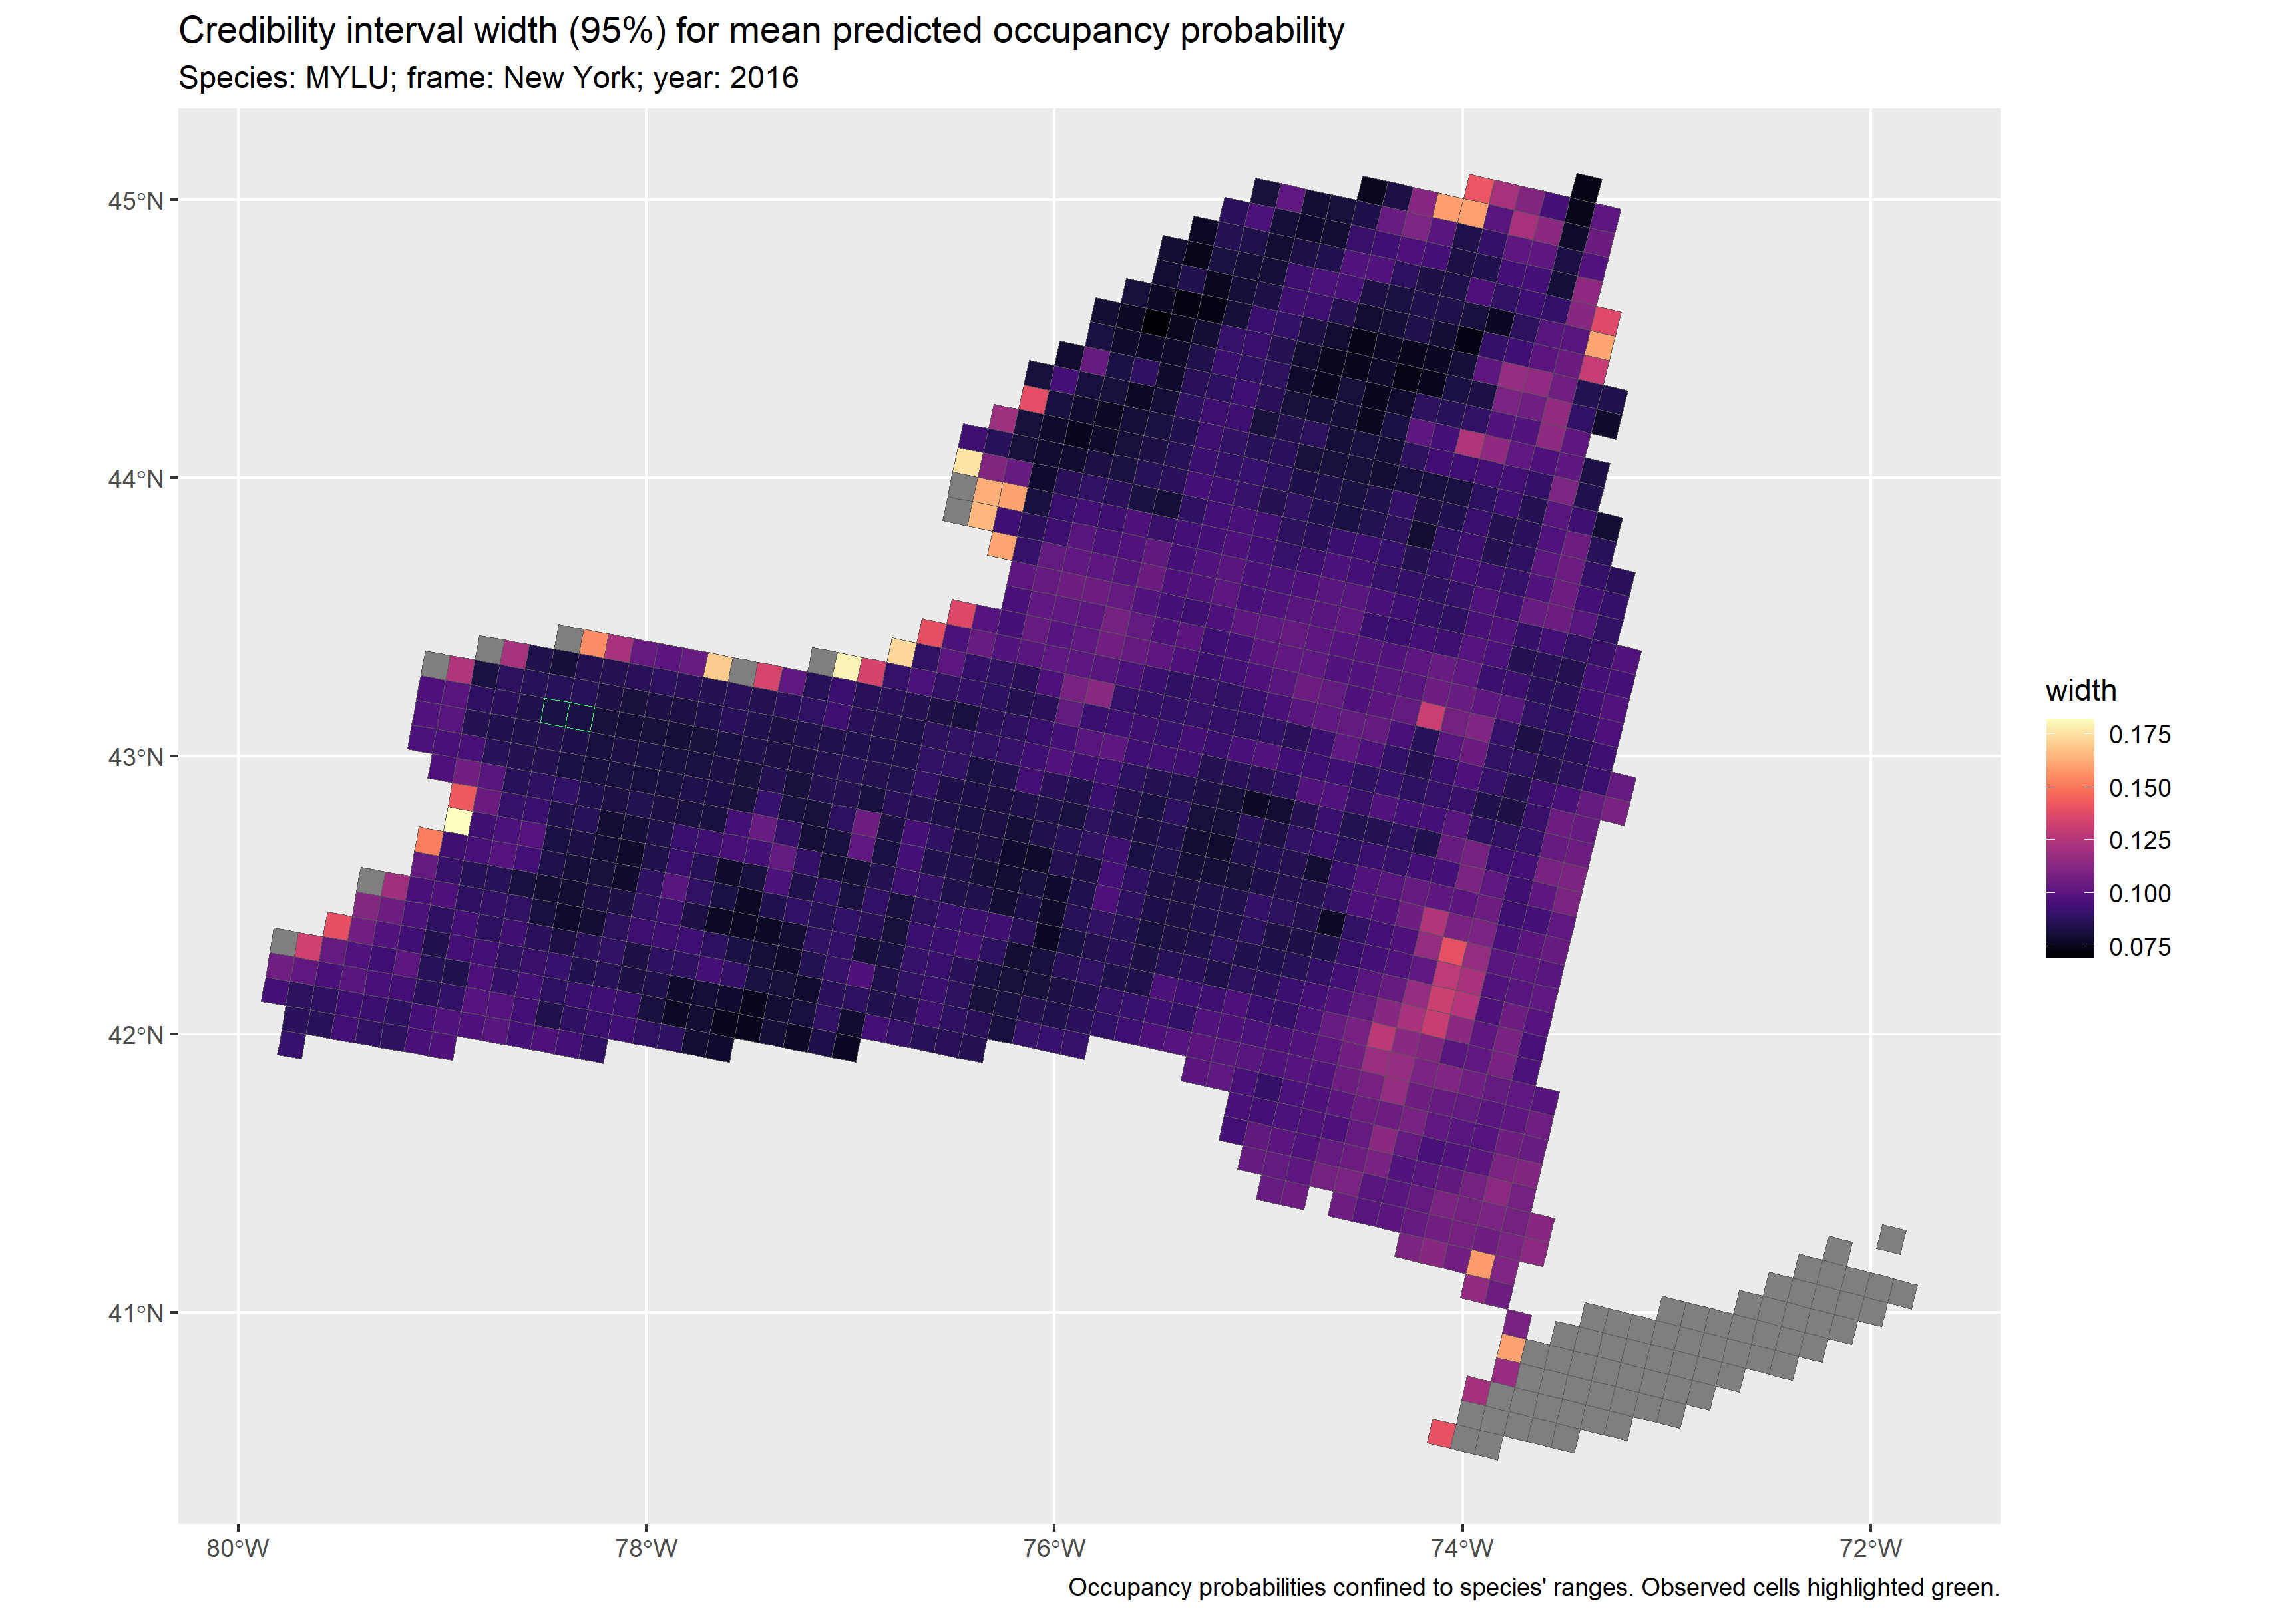 Credibility interval width (95%) for mean predicted occupancy probability
Species: MYLU; frame: New York; year: 2016
45°N
44°N
43°N
42°N
41°N
80°W
78°W
76°W
74°W
72°W
width
0.175
0.150
0.125
0.100
0.075
Occupancy probabilities confined to species' ranges. Observed cells highlighted green.